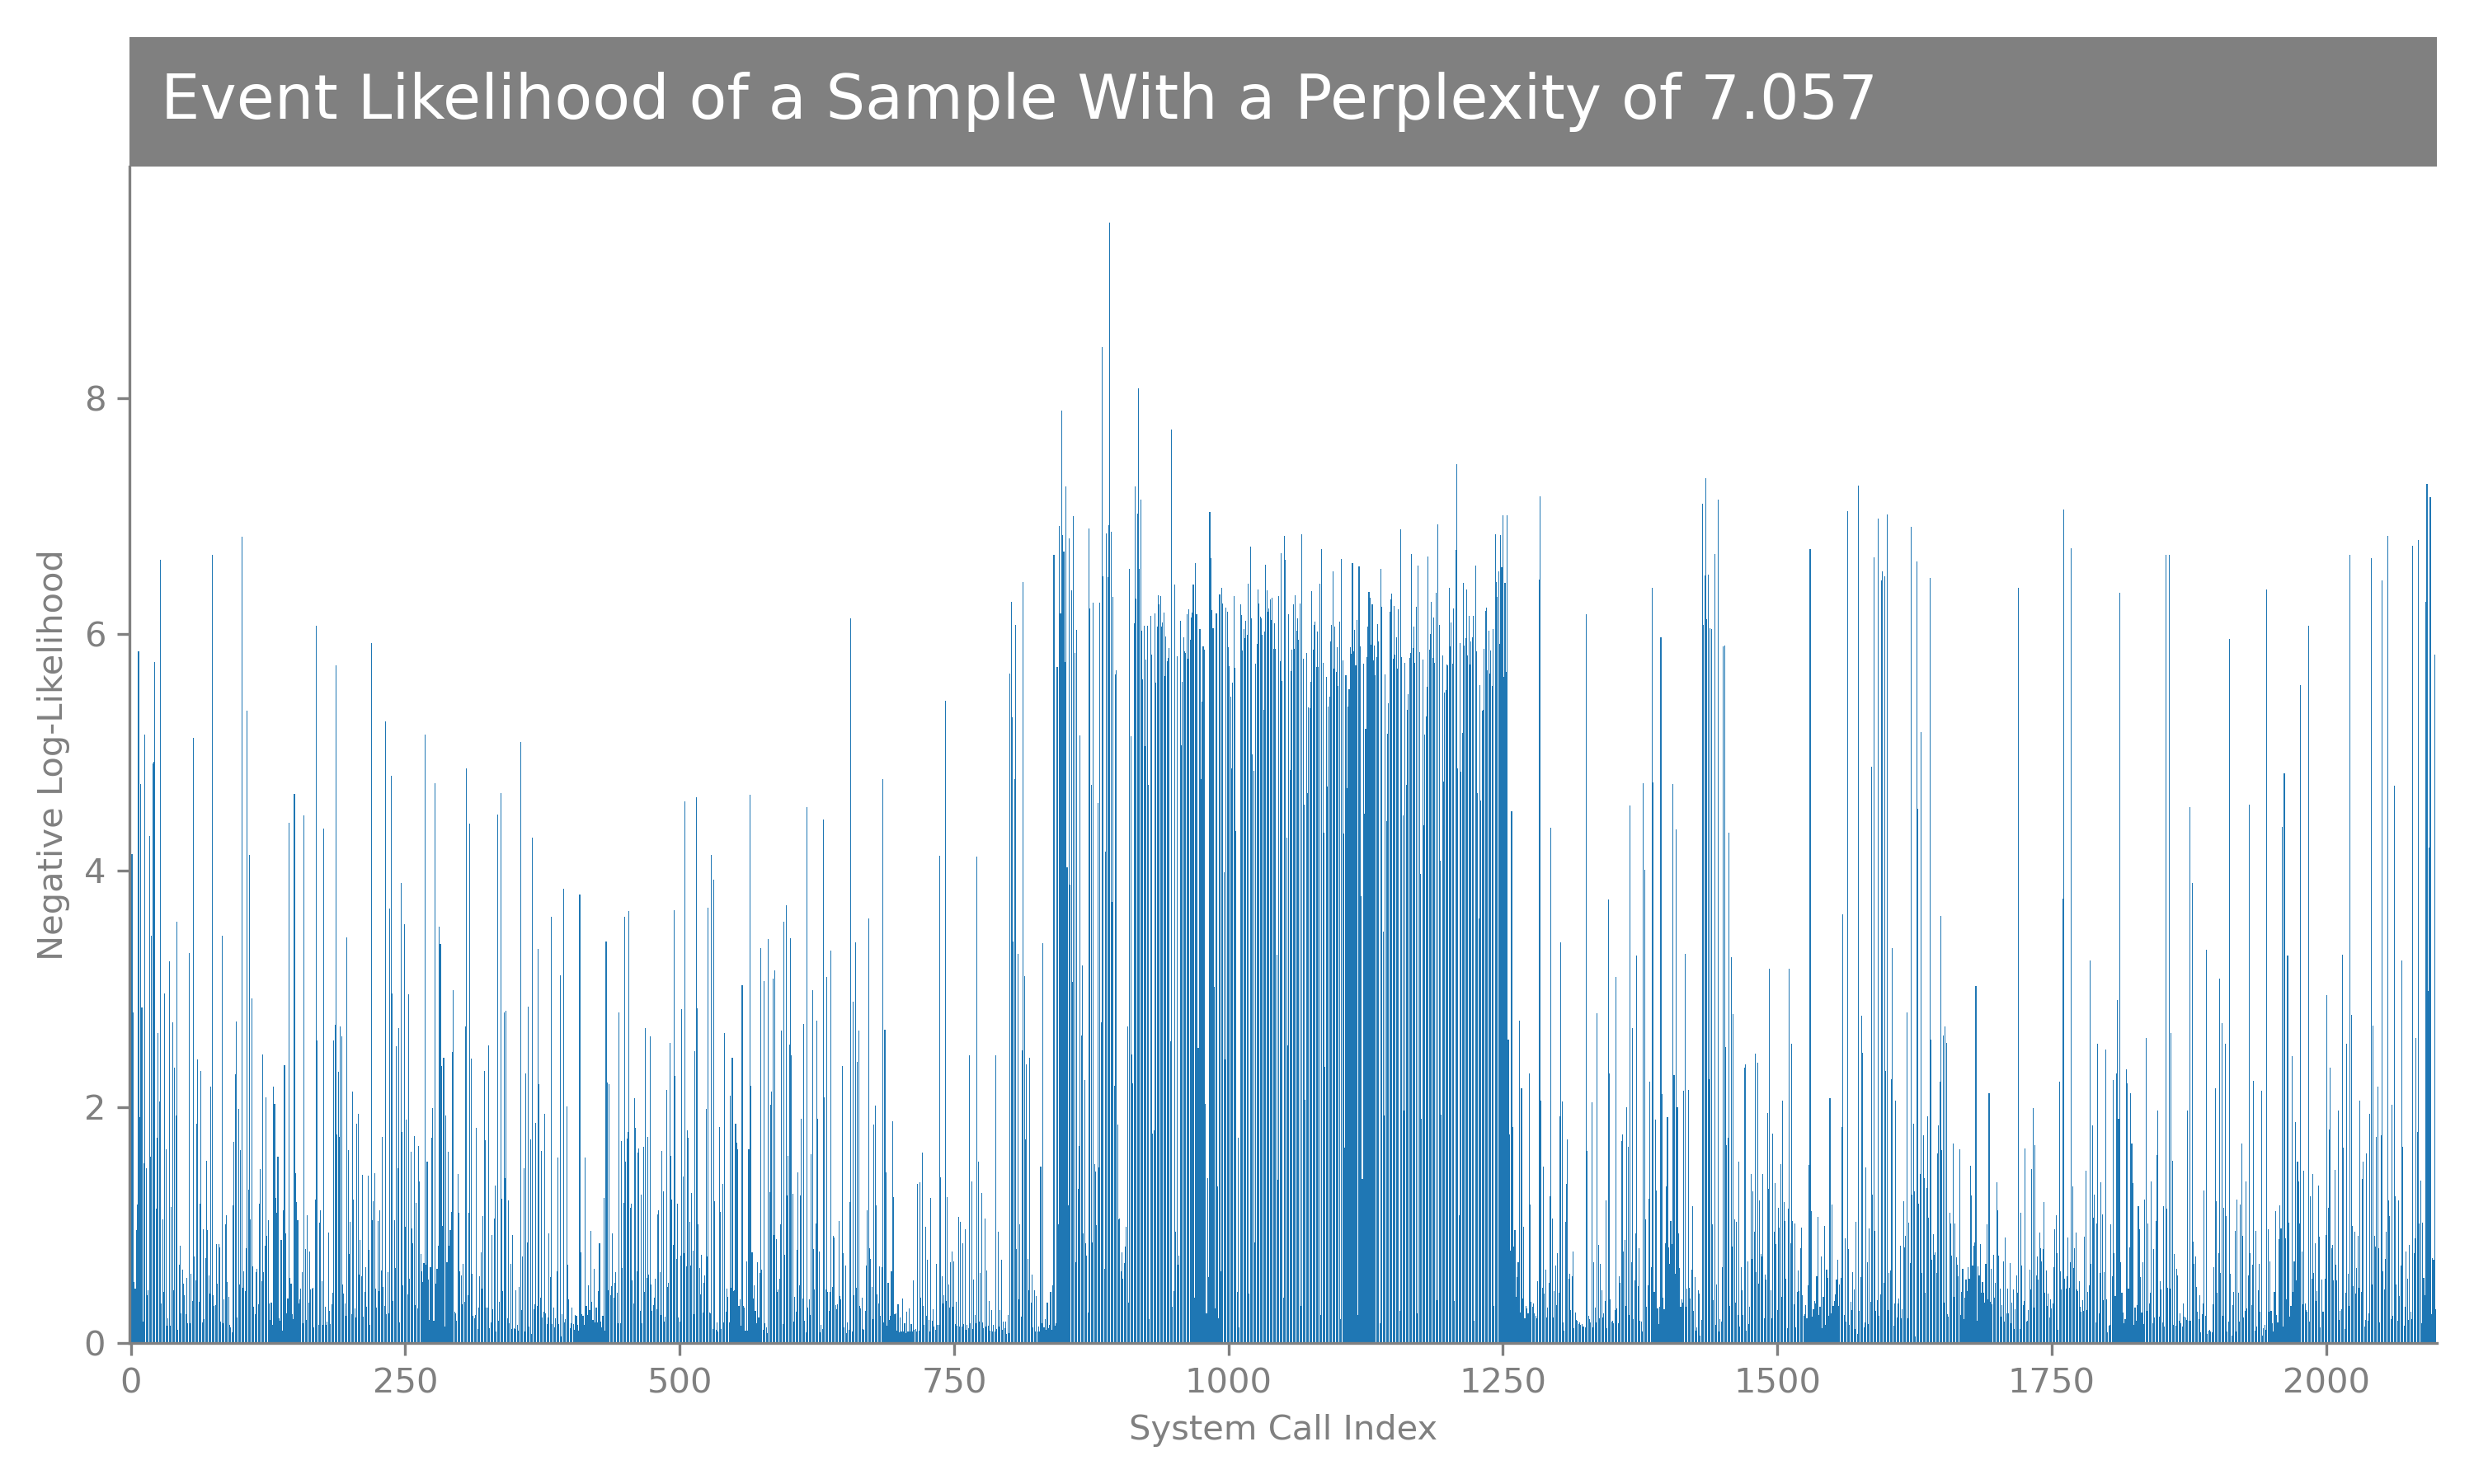 Event Likelihood of a Sample With a Perplexity of 7.057
Negative Log-Likelihood
8
6
4
2
0
0 250 500 750 1000 1250 1500 1750 2000
System Call Index